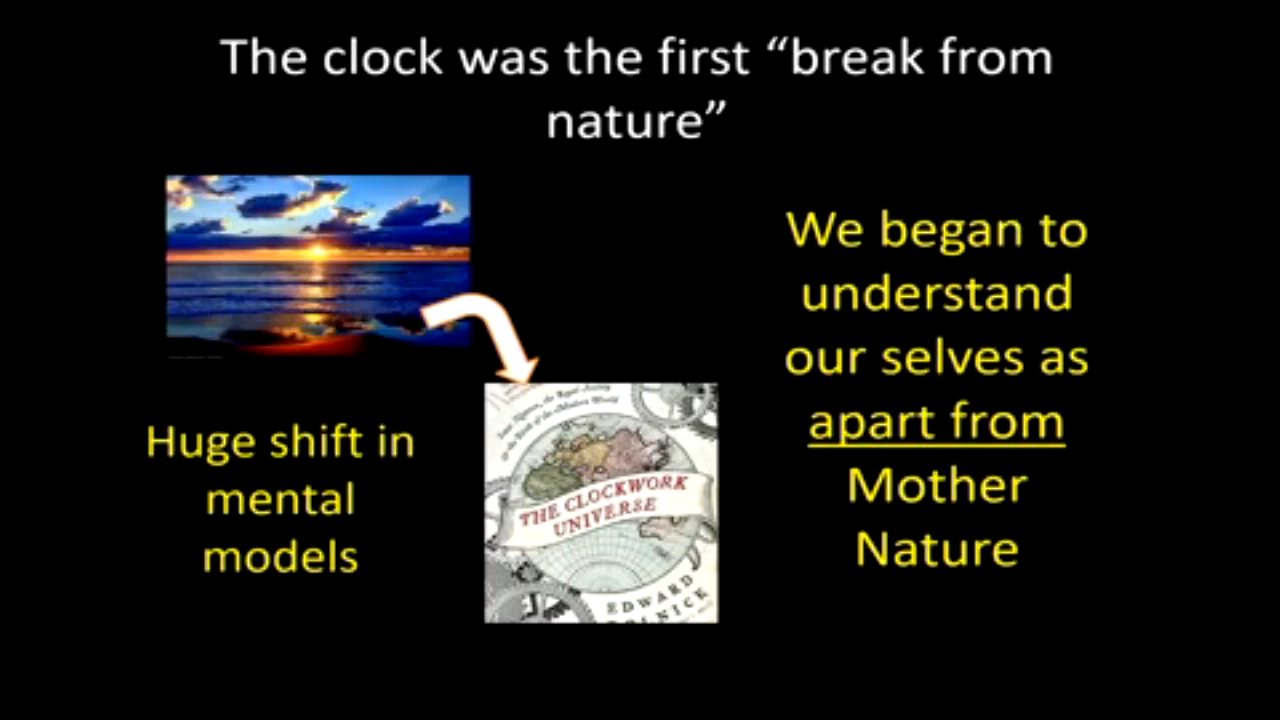 The clock was the first “break from
nature”
We began to
understand
our selves as
apart from
Mother
Nature
Huge shift in
mental
models
THE CLOCKWORK
UNIVERSE
EDWARD